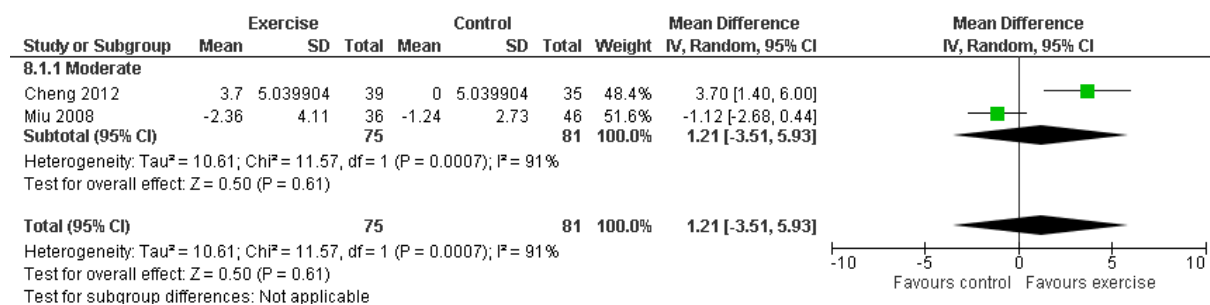 Exercise Control Mean Difference Mean Difference
Study or Subgroup Mean SD Total Mean SD Total Weight IV, Random, 95% CI IV, Random, 95% CI
8.1.1 Moderate
Cheng 2012 3.7 5.039904 39 0 5.039904 35 48.4% 3.70 [1.40, 6.00]
Miu 2008 -2.36 4.11 36 -1.24 2.73 46 51.6% -1.12 [-2.68, 0.44]
Subtotal (95% CI) 75 81 100.0% 1.21 [-3.51, 5.93]
Heterogeneity: Tau² = 10.61; Chi² = 11.57, df = 1 (P = 0.0007); I² = 91%
Test for overall effect: Z = 0.50 (P = 0.61)
Total (95% CI) 75 81 100.0% 1.21 [-3.51, 5.93]
Heterogeneity: Tau² = 10.61; Chi² = 11.57, df = 1 (P = 0.0007); I² = 91%
Test for overall effect: Z = 0.50 (P = 0.61)
Test for subgroup differences: Not applicable
-10 -5 0 5 10
Favours control Favours exercise